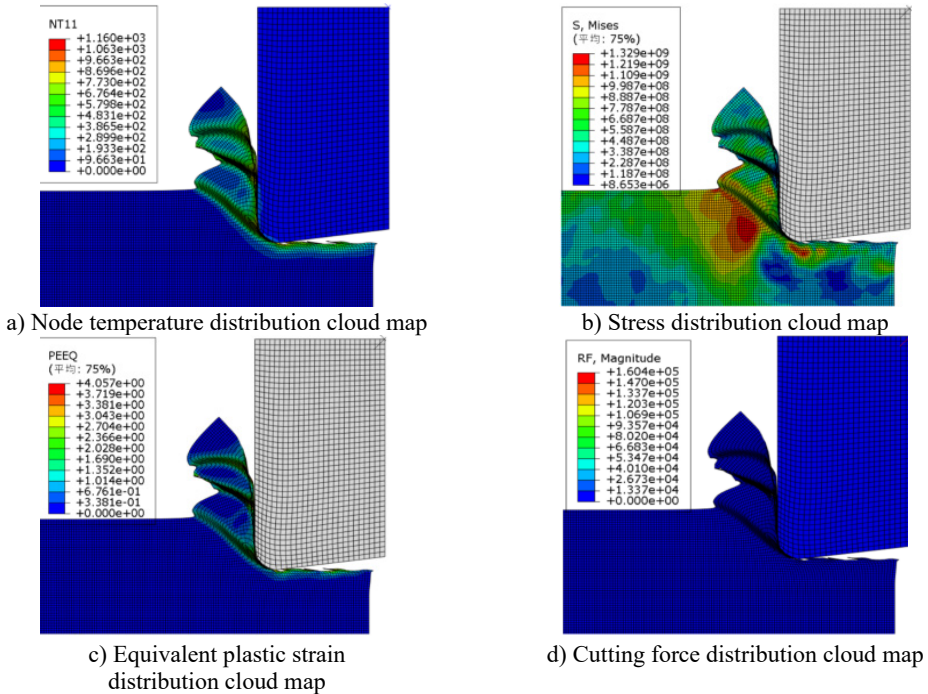 NT11
+1.160e+03
+1.063e+03
+9.663e+02
+8.696e+02
+7.730e+02
+6.764e+02
+5.798e+02
+4.831e+02
+3.865e+02
+2.899e+02
+1.933e+02
+9.663e+01
+0.000e+00
S, Mises
(平均: 75%)
+1.329e+09
+1.219e+09
+1.109e+09
+9.987e+08
+8.887e+08
+7.787e+08
+6.687e+08
+5.587e+08
+4.487e+08
+3.387e+08
+2.287e+08
+1.187e+08
+8.653e+06
a) Node temperature distribution cloud map
b) Stress distribution cloud map
PEEQ
(平均: 75%)
+4.057e+00
+3.719e+00
+3.381e+00
+3.043e+00
+2.704e+00
+2.366e+00
+2.028e+00
+1.690e+00
+1.352e+00
+1.014e+00
+6.761e-01
+3.381e-01
+0.000e+00
RF, Magnitude
+1.604e+05
+1.470e+05
+1.337e+05
+1.203e+05
+1.069e+05
+9.357e+04
+8.020e+04
+6.683e+04
+5.347e+04
+4.010e+04
+2.673e+04
+1.337e+04
+0.000e+00
c) Equivalent plastic strain
distribution cloud map
d) Cutting force distribution cloud map